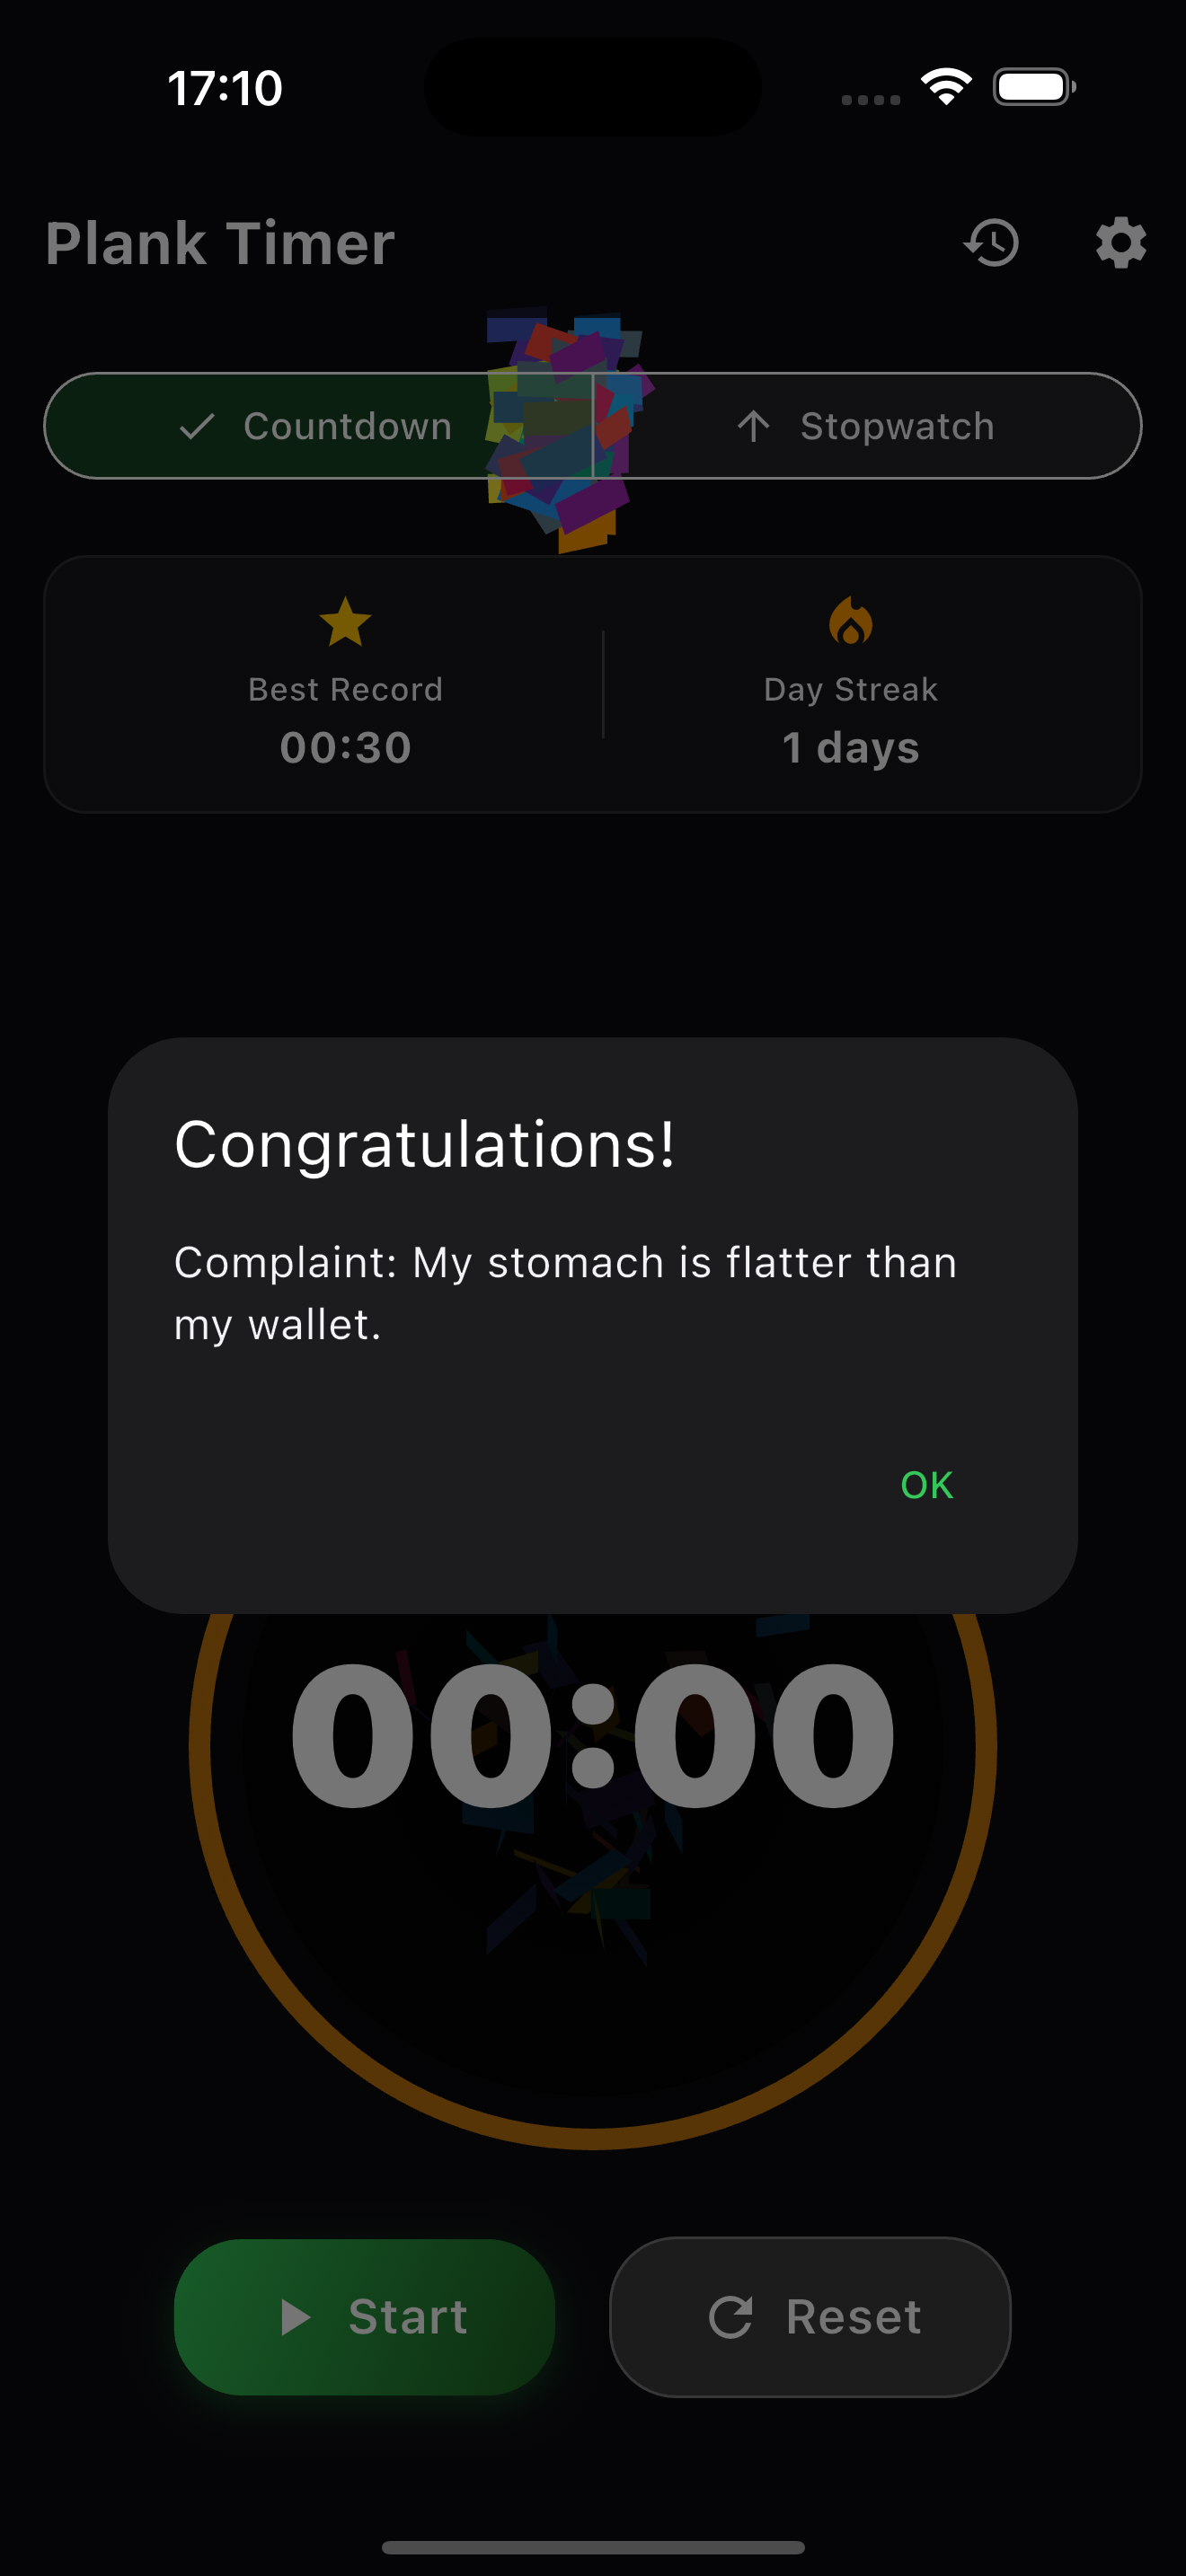 17:10
Plank Timer
Countdown
Stopwatch
Best Record
Day Streak
00:30
1 days
Congratulations!
Complaint: My stomach is flatter than
my wallet.
OK
00:00
Start
Reset